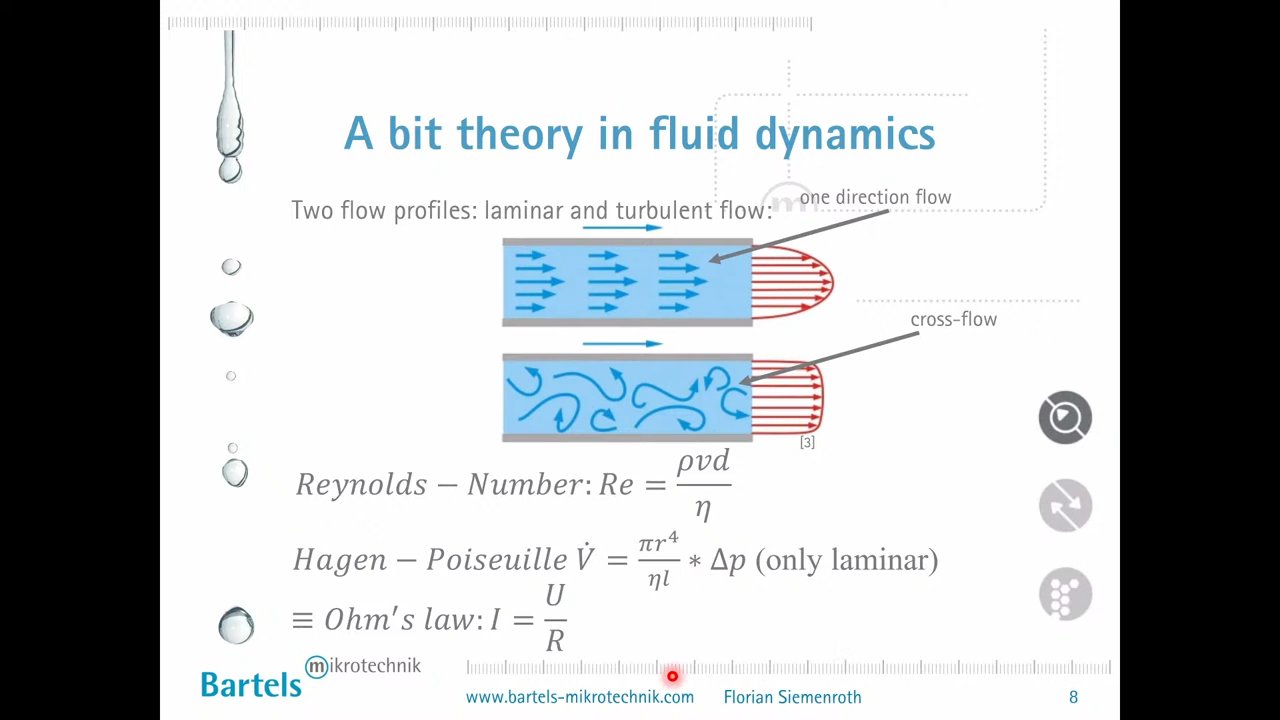 A bit theory in fluid dynamics
one direction flow
Two flow profiles: laminar and turbulent flow:
cross-flow
[3]
Reynolds − Number: Re = ρvd/η
Hagen − Poiseuille V̇ = πr⁴/ηl * Δp (only laminar)
≡ Ohm's law: I = U/R
Bartels mikrotechnik
www.bartels-mikrotechnik.com Florian Siemenroth 8
m